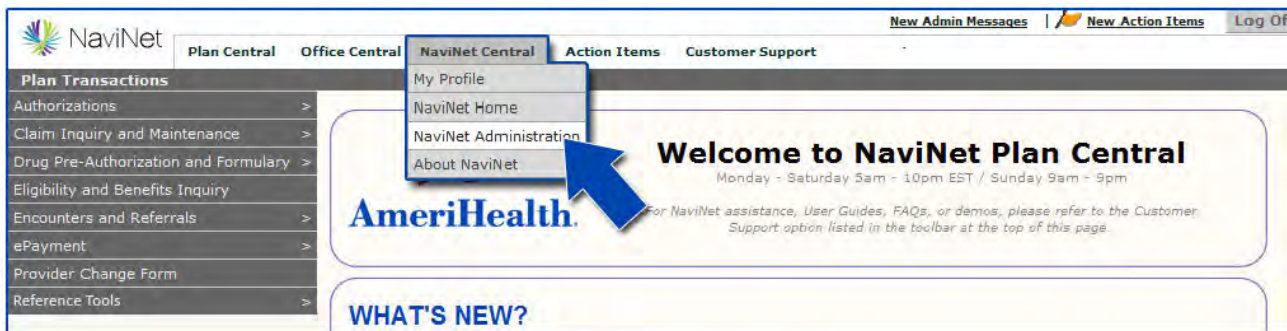 New Admin Messages | New Action Items Log Of
NaviNet
Plan Central Office Central NaviNet Central Action Items Customer Support
Plan Transactions
My Profile
NaviNet Home
NaviNet Administration
About NaviNet
Authorizations >
Claim Inquiry and Maintenance >
Drug Pre-Authorization and Formulary >
Eligibility and Benefits Inquiry
Encounters and Referrals >
ePayment >
Provider Change Form
Reference Tools >
Welcome to NaviNet Plan Central
Monday - Saturday 5am - 10pm EST / Sunday 9am - 9pm
AmeriHealth.
For NaviNet assistance, User Guides, FAQs, or demos, please refer to the Customer
Support option listed in the toolbar at the top of this page.
WHAT'S NEW?